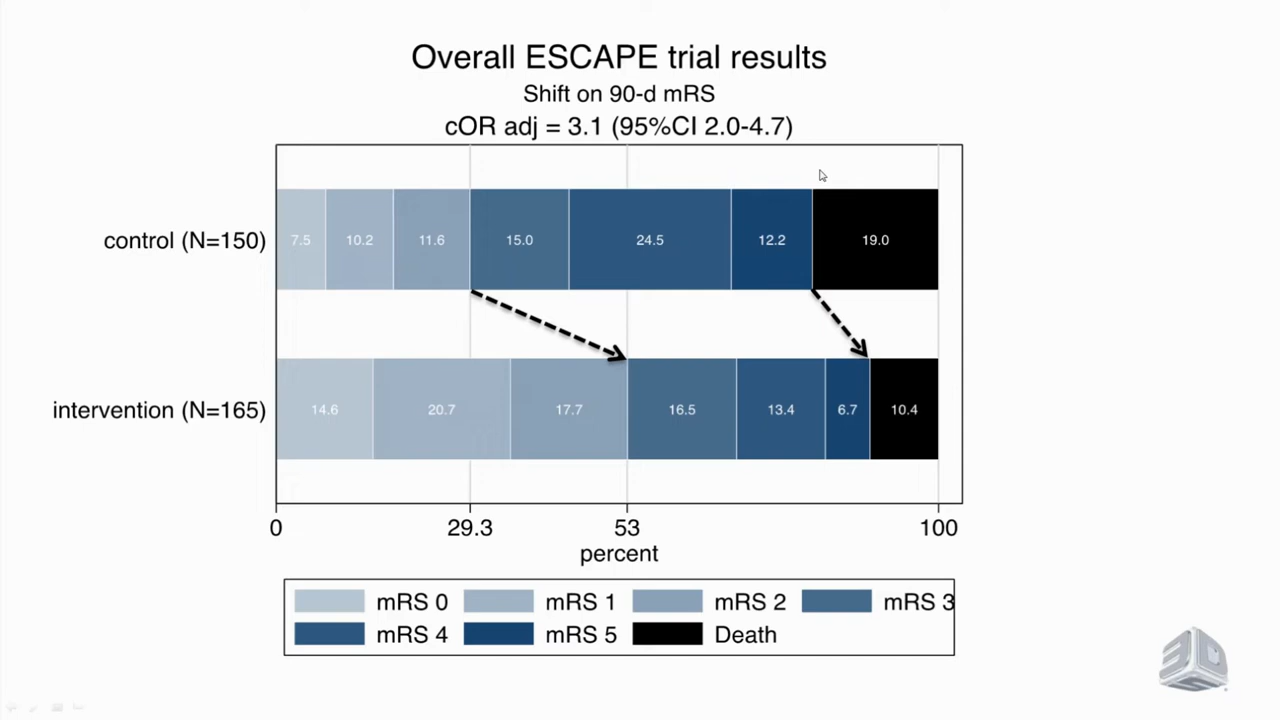 Overall ESCAPE trial results
Shift on 90-d mRS
cOR adj = 3.1 (95%CI 2.0-4.7)
control (N=150) 7.5 10.2 11.6 15.0 24.5 12.2 19.0
intervention (N=165) 14.6 20.7 17.7 16.5 13.4 6.7 10.4
0 29.3 53 100
percent
mRS 0 mRS 1 mRS 2 mRS 3
mRS 4 mRS 5 Death
3DS